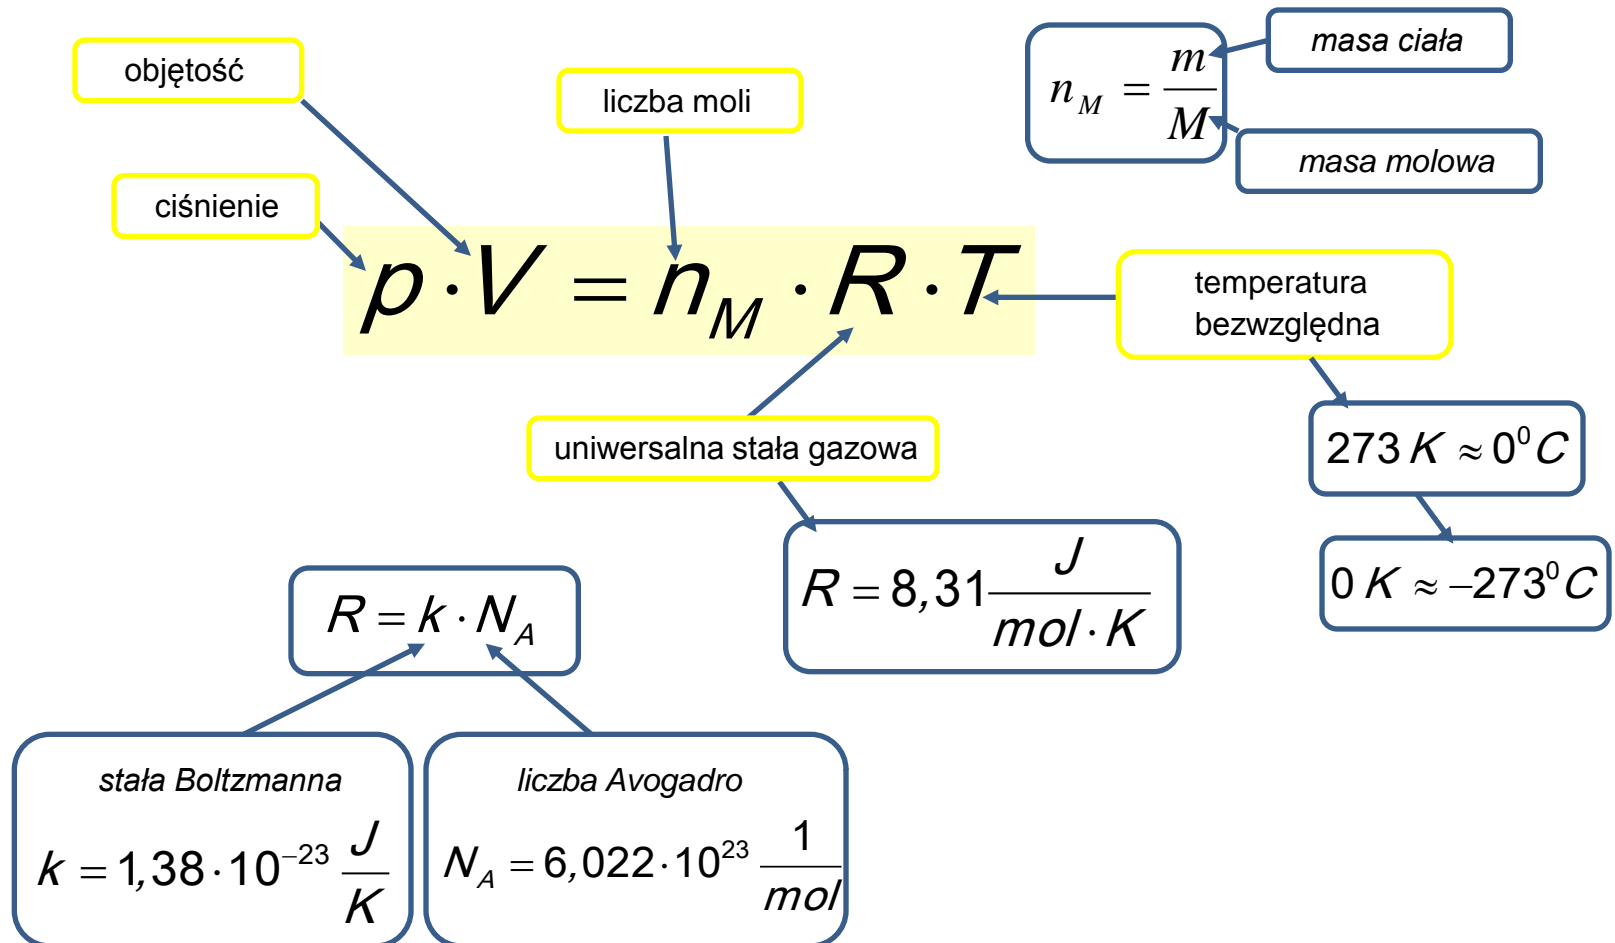 objętość
liczba moli
n_M = m/M
masa ciała
masa molowa
ciśnienie
p · V = n_M · R · T
temperatura
bezwzględna
uniwersalna stała gazowa
273 K ≈ 0⁰C
R = 8,31 J/(mol · K)
0 K ≈ −273⁰C
R = k · N_A
stała Boltzmanna
k = 1,38 · 10⁻²³ J/K
liczba Avogadro
N_A = 6,022 · 10²³ 1/mol